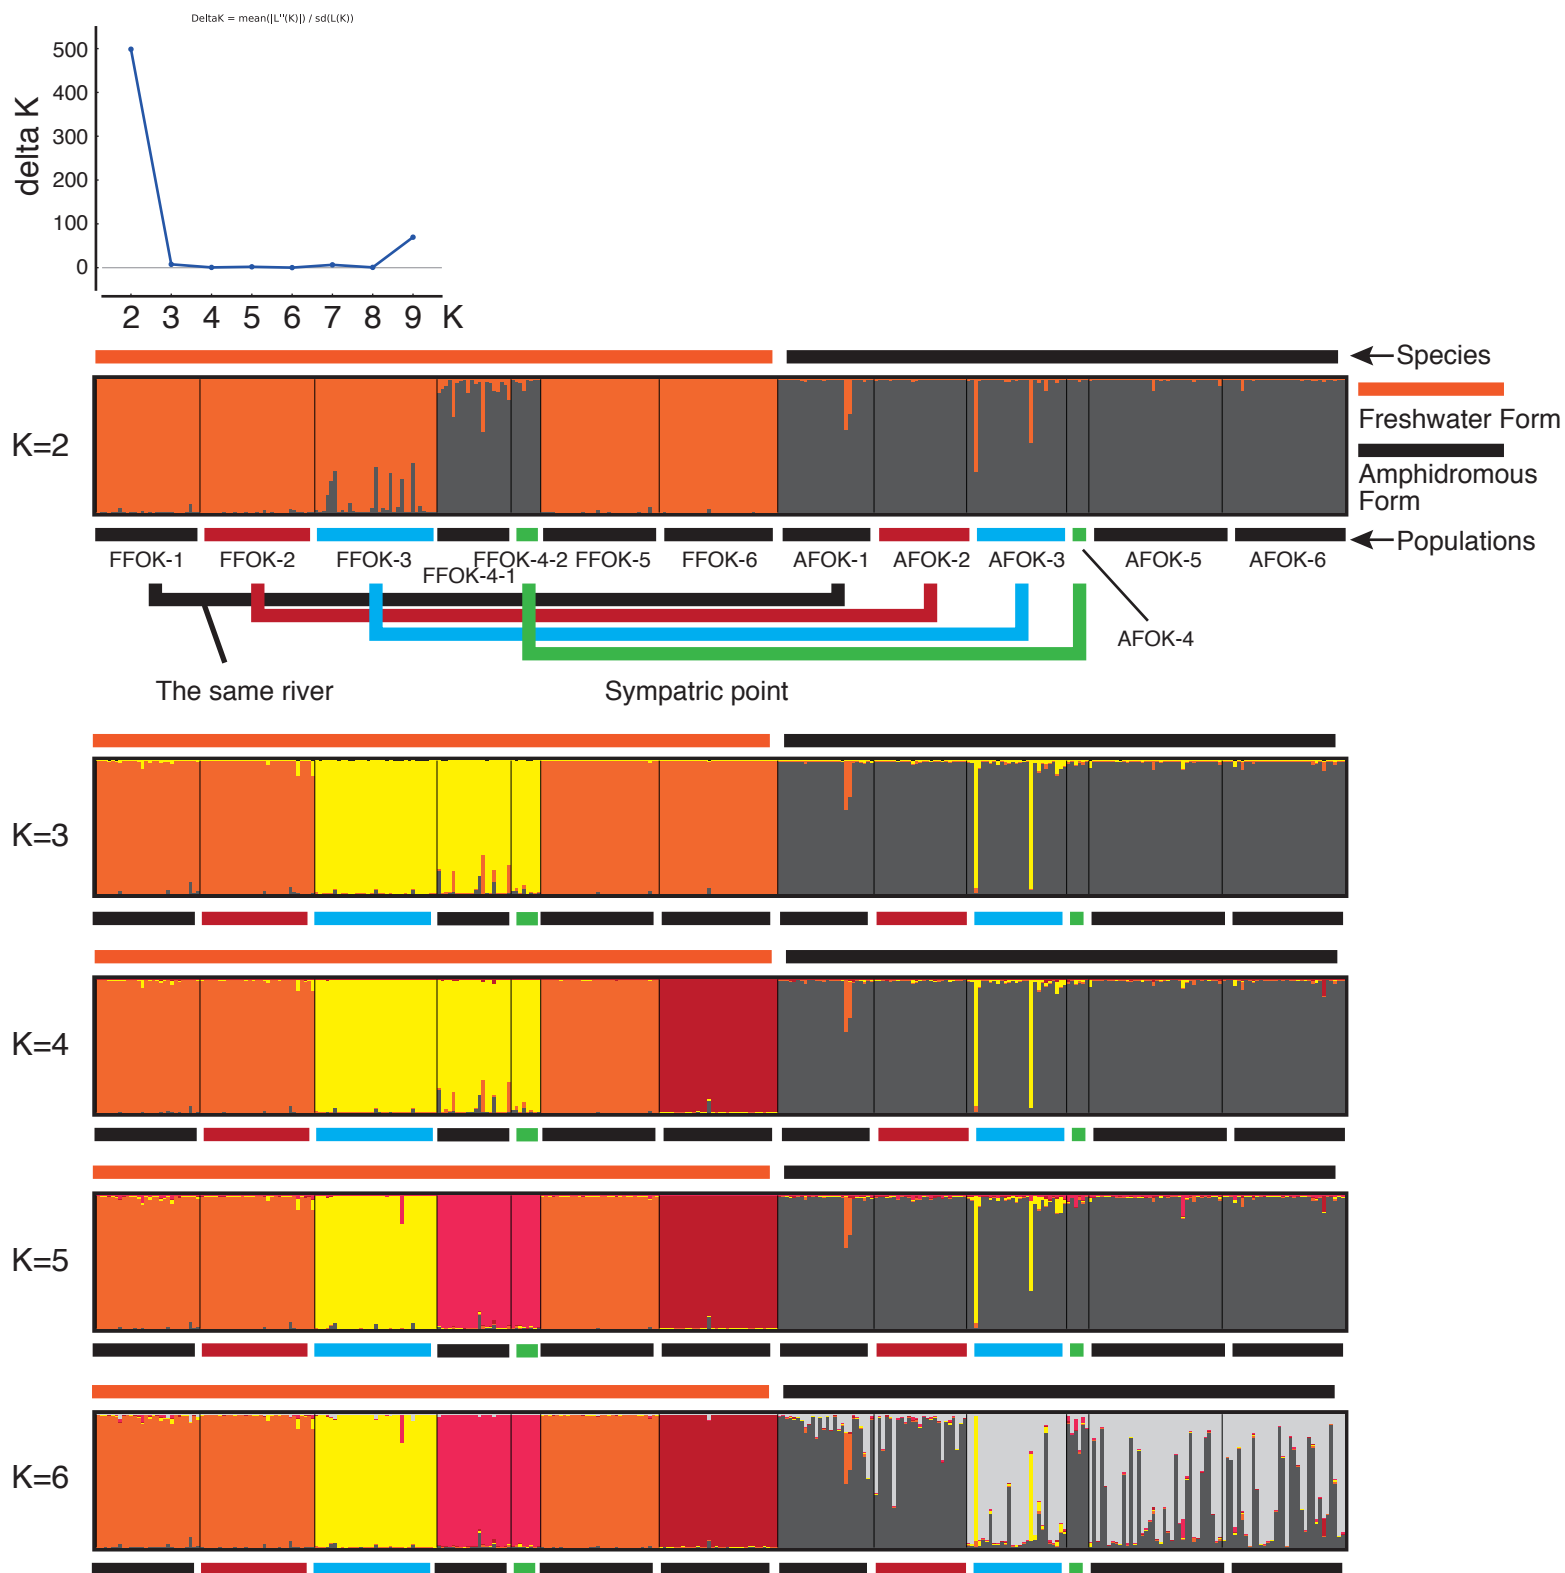 DeltaK = mean(|L''(K)|) / sd(L(K))
delta K
500
400
300
200
100
0
2 3 4 5 6 7 8 9 K
Species
Freshwater Form
Amphidromous
Form
K=2
Populations
FFOK-1 FFOK-2 FFOK-3 FFOK-4-2 FFOK-5 FFOK-6 AFOK-1 AFOK-2 AFOK-3 AFOK-5 AFOK-6
FFOK-4-1
AFOK-4
The same river Sympatric point
K=3
K=4
K=5
K=6